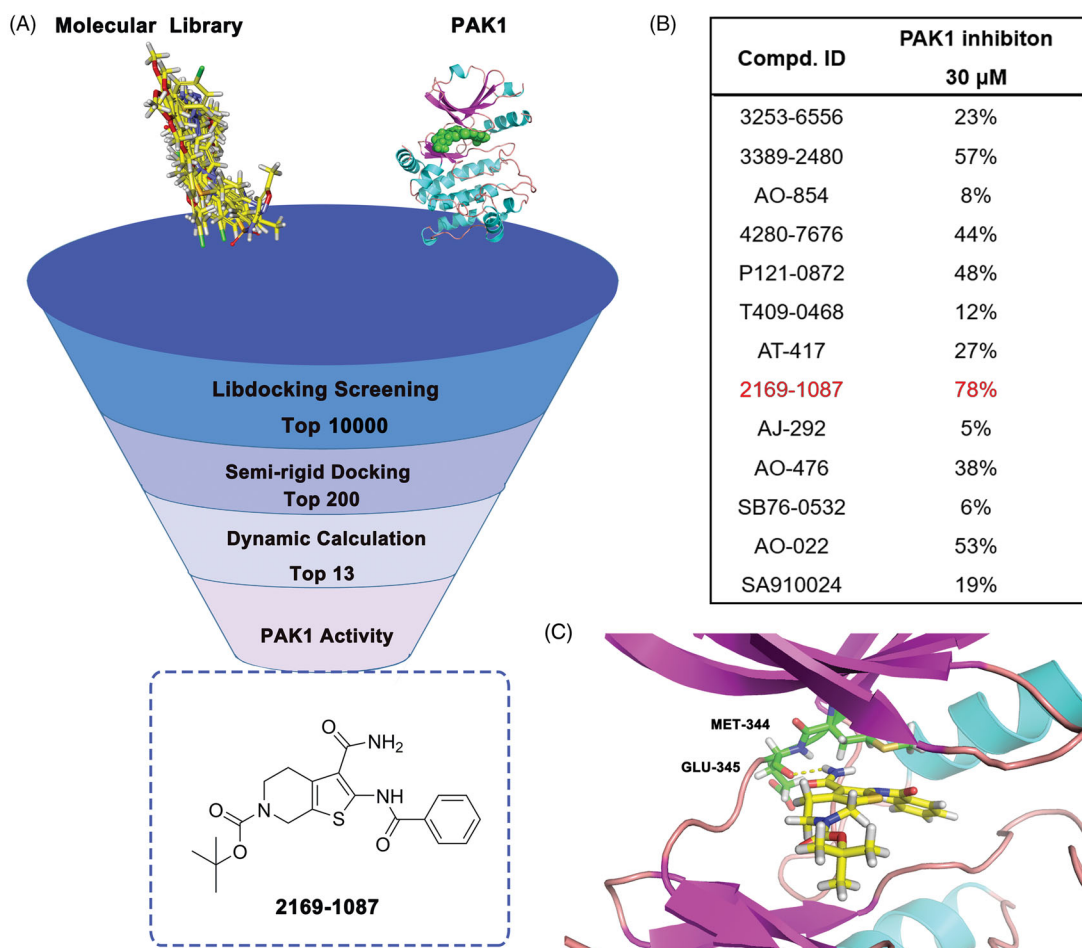 (A)
Molecular Library
PAK1
Libdocking Screening
Top 10000
Semi-rigid Docking
Top 200
Dynamic Calculation
Top 13
PAK1 Activity
O
NH2
NH
S
N
O
O
O
2169-1087
(B)
Compd. ID
PAK1 inhibiton
30 μM
3253-6556 23%
3389-2480 57%
AO-854 8%
4280-7676 44%
P121-0872 48%
T409-0468 12%
AT-417 27%
2169-1087 78%
AJ-292 5%
AO-476 38%
SB76-0532 6%
AO-022 53%
SA910024 19%
(C)
MET-344
GLU-345